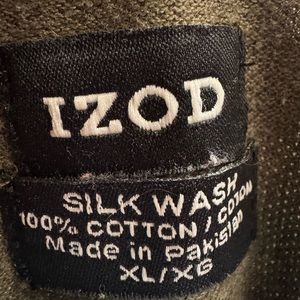 IZOD
SILK WASH
100% COTTON / COTON
Made in Pakistan
XL/XG